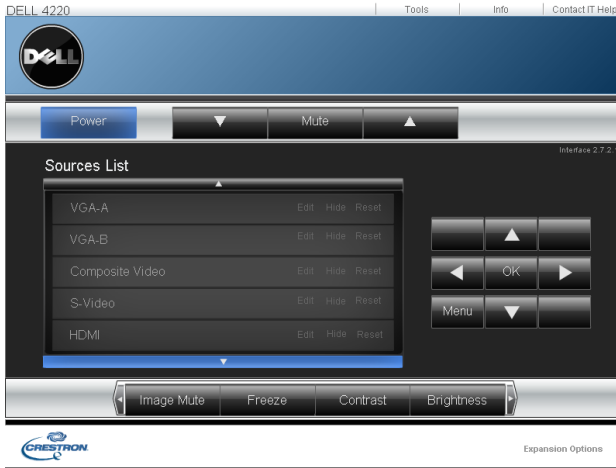 DELL 4220
Tools Info Contact IT Help
DELL
Power Mute
Interface 2.7.2.
Sources List
VGA-A Edit Hide Reset
VGA-B Edit Hide Reset
Composite Video Edit Hide Reset
S-Video Edit Hide Reset
HDMI Edit Hide Reset
OK
Menu
Image Mute Freeze Contrast Brightness
CRESTRON
Expansion Options